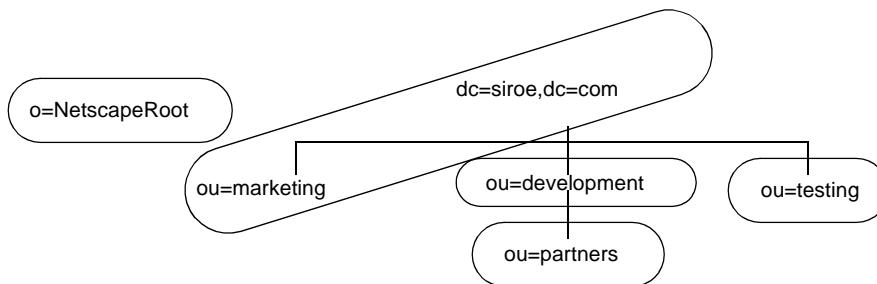 dc=siroe,dc=com
o=NetscapeRoot
ou=marketing
ou=development
ou=testing
ou=partners